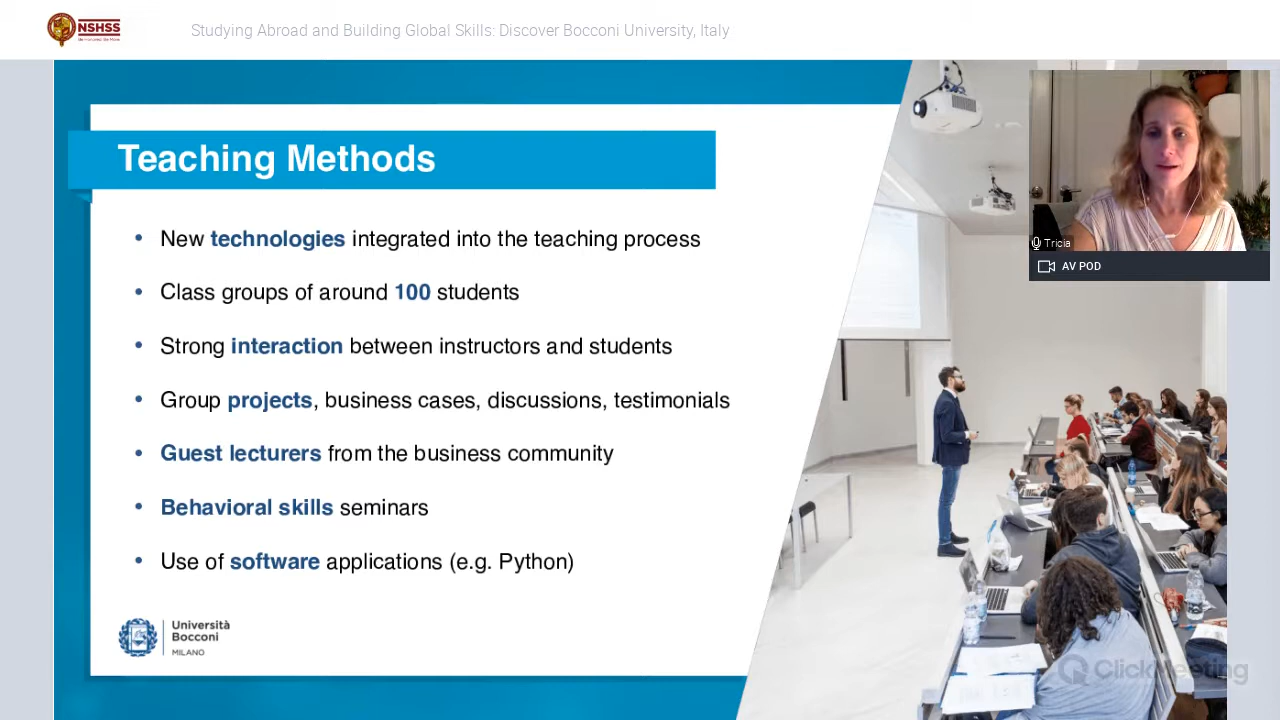 NSHSS
Studying Abroad and Building Global Skills: Discover Bocconi University, Italy
Teaching Methods
• New technologies integrated into the teaching process
• Class groups of around 100 students
• Strong interaction between instructors and students
• Group projects, business cases, discussions, testimonials
• Guest lecturers from the business community
• Behavioral skills seminars
• Use of software applications (e.g. Python)
Università
Bocconi
MILANO
Tricia
AV POD
ClickMeeting